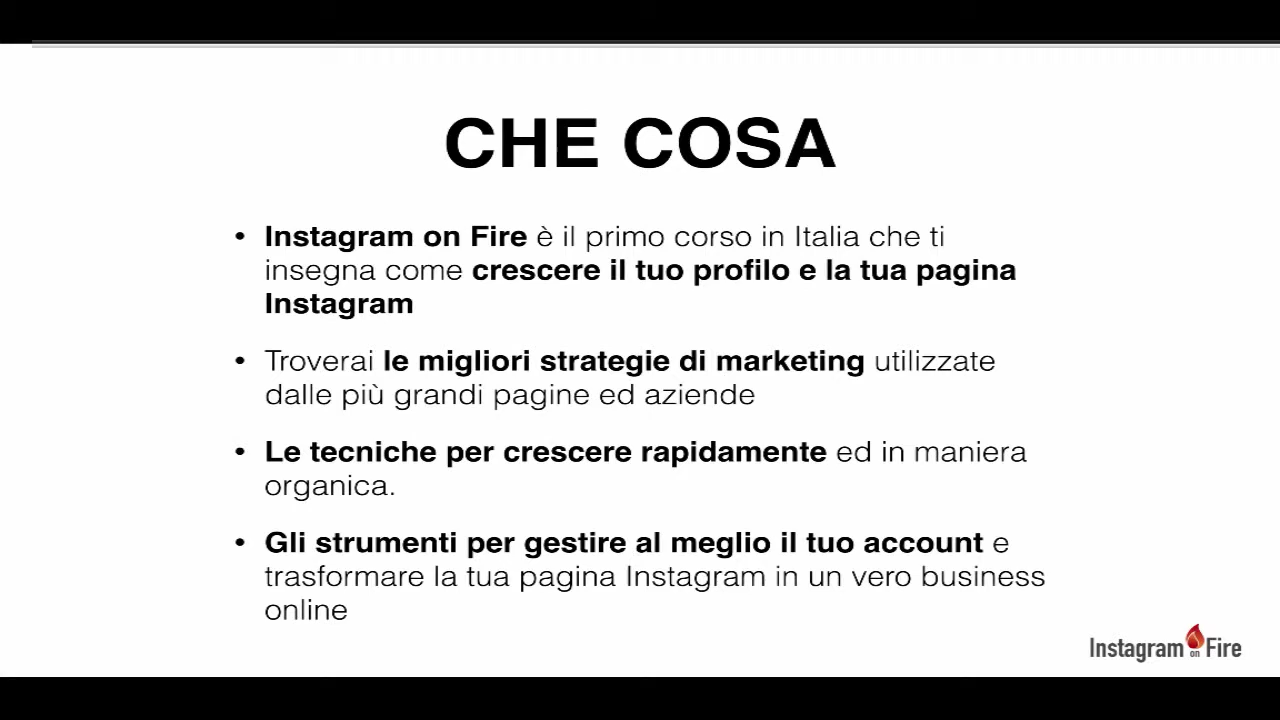 CHE COSA
• Instagram on Fire è il primo corso in Italia che ti
insegna come crescere il tuo profilo e la tua pagina
Instagram
• Troverai le migliori strategie di marketing utilizzate
dalle più grandi pagine ed aziende
• Le tecniche per crescere rapidamente ed in maniera
organica.
• Gli strumenti per gestire al meglio il tuo account e
trasformare la tua pagina Instagram in un vero business
online
Instagram on Fire